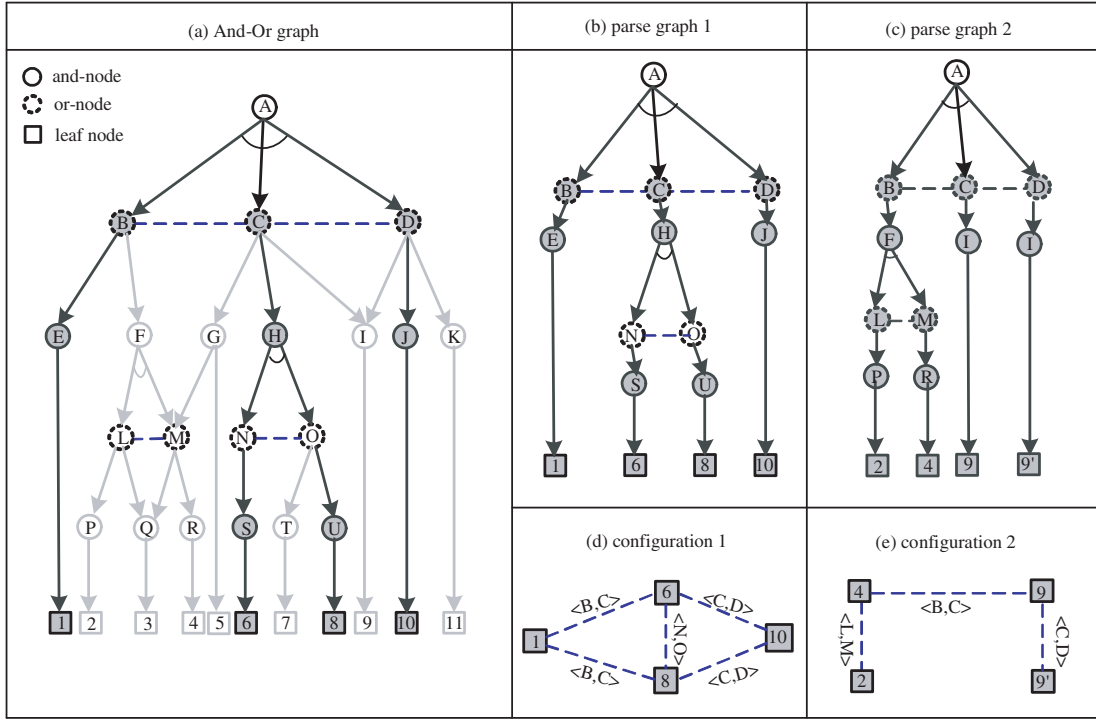 (a) And-Or graph
and-node
or-node
leaf node
A
B
C
D
E
F
G
H
I
J
K
L
M
N
O
P
Q
R
S
T
U
1
2
3
4
5
6
7
8
9
10
11
(b) parse graph 1
A
B
C
D
E
H
J
N
O
S
U
1
6
8
10
(c) parse graph 2
A
B
C
D
F
I
I
L
M
P
R
2
4
9
9'
(d) configuration 1
6
<B,C>
<C,D>
1
<N,O>
10
<B,C>
<C,D>
8
(e) configuration 2
4
<B,C>
9
<L,M>
<C,D>
2
9'